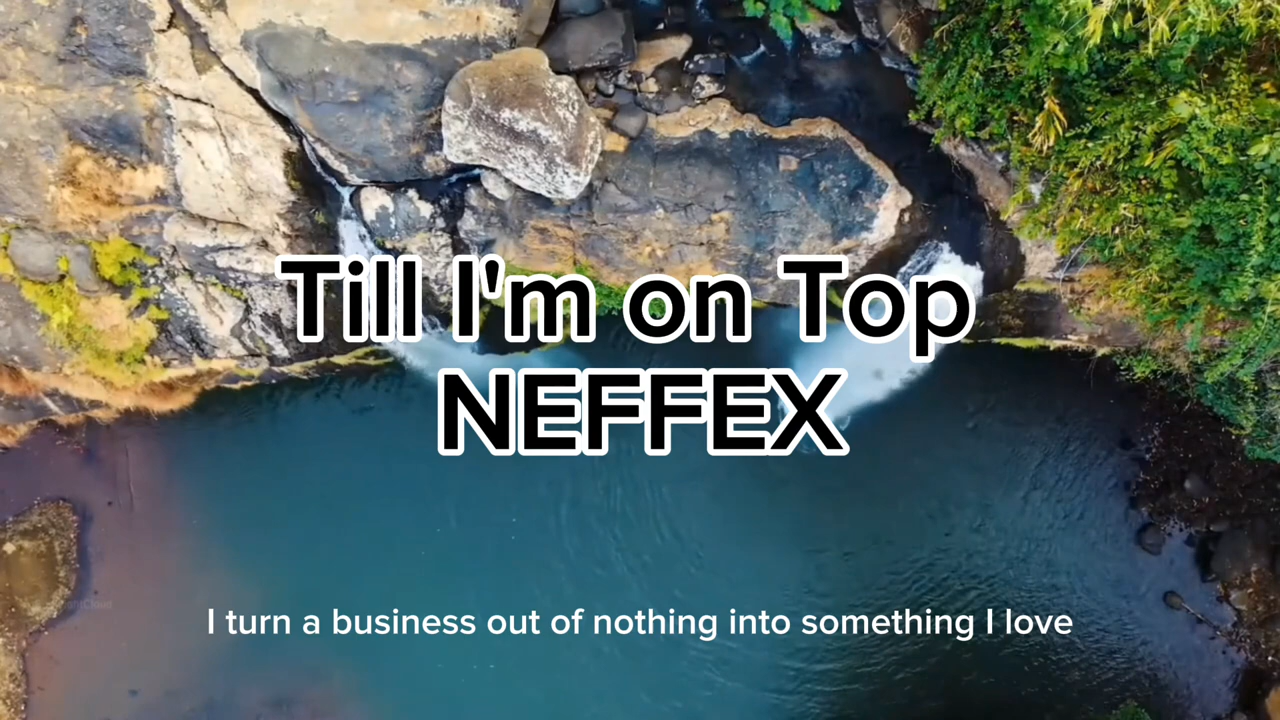 Till I'm on Top
NEFFEX
I turn a business out of nothing into something I love